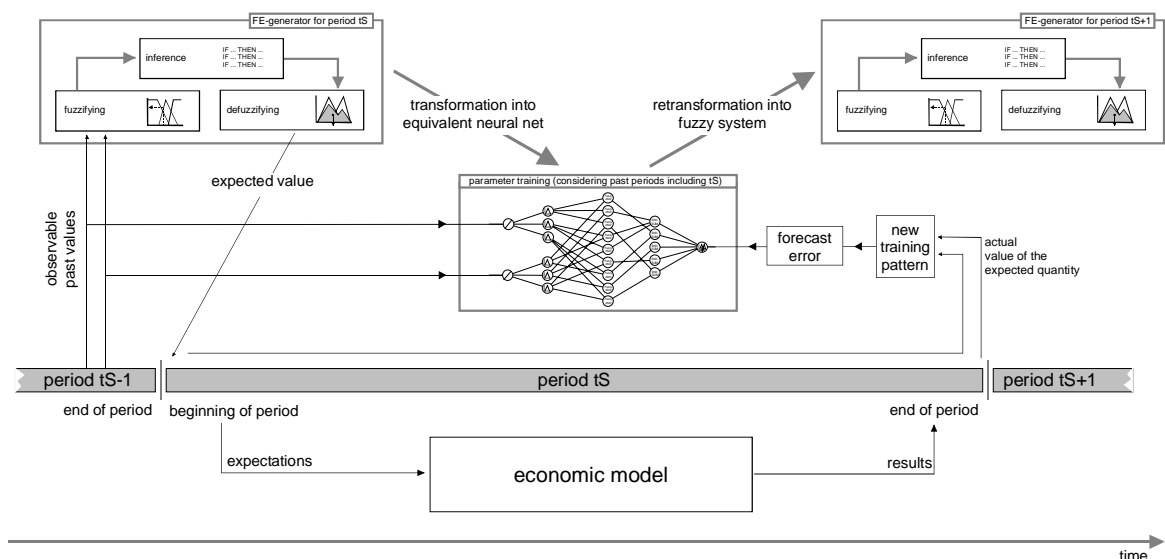 FE-generator for period tS
inference
IF ... THEN ...
IF ... THEN ...
IF ... THEN ...
fuzzifying
defuzzifying
FE-generator for period tS+1
inference
IF ... THEN ...
IF ... THEN ...
IF ... THEN ...
fuzzifying
defuzzifying
transformation into
equivalent neural net
retransformation into
fuzzy system
expected value
observable
past values
parameter training (considering past periods including tS)
forecast
error
new
training
pattern
actual
value of the
expected quantity
period tS-1
period tS
period tS+1
end of period
beginning of period
end of period
expectations
economic model
results
time